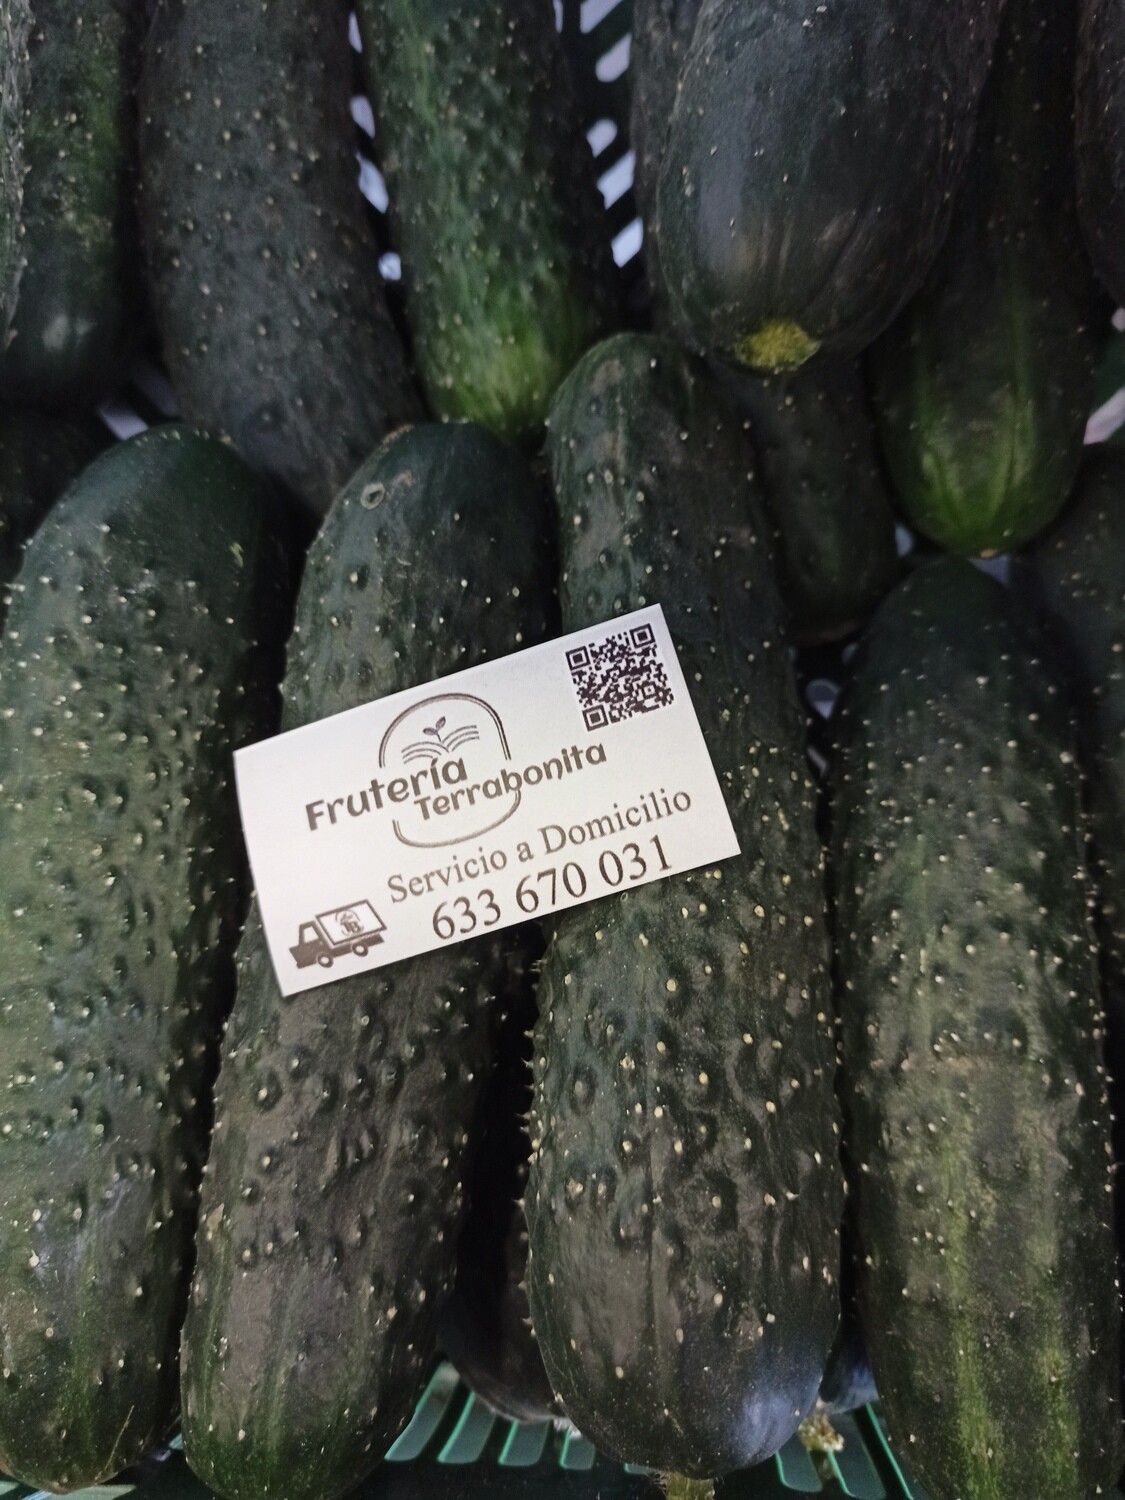 Frutería
Terrabonita
Servicio a Domicilio
633 670 031